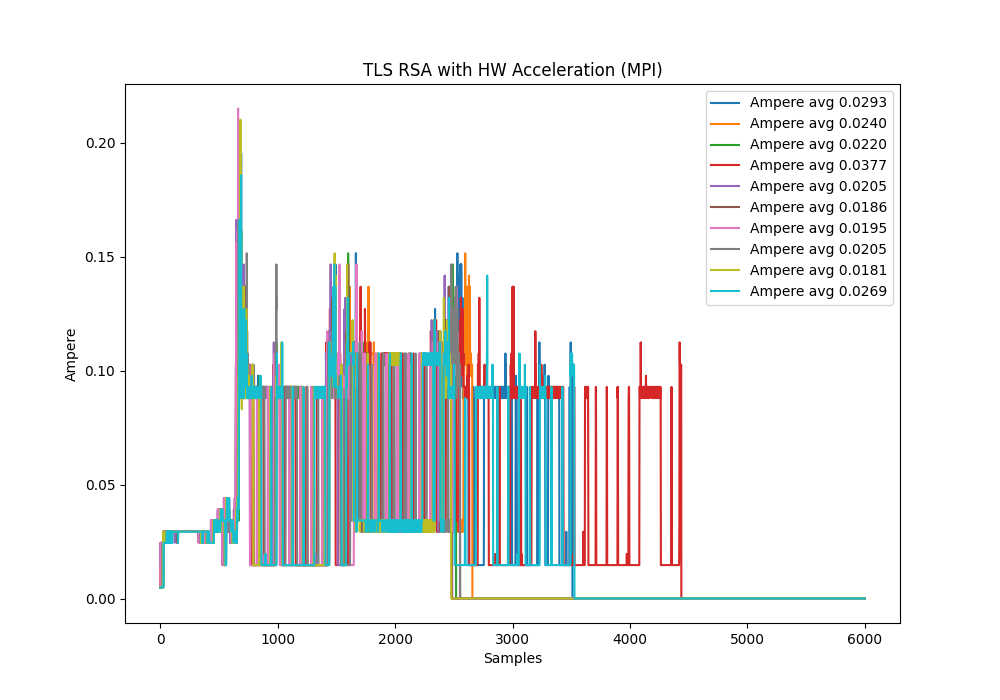 TLS RSA with HW Acceleration (MPI)
Ampere avg 0.0293
Ampere avg 0.0240
Ampere avg 0.0220
Ampere avg 0.0377
Ampere avg 0.0205
Ampere avg 0.0186
Ampere avg 0.0195
Ampere avg 0.0205
Ampere avg 0.0181
Ampere avg 0.0269
Ampere
0.20
0.15
0.10
0.05
0.00
0 1000 2000 3000 4000 5000 6000
Samples